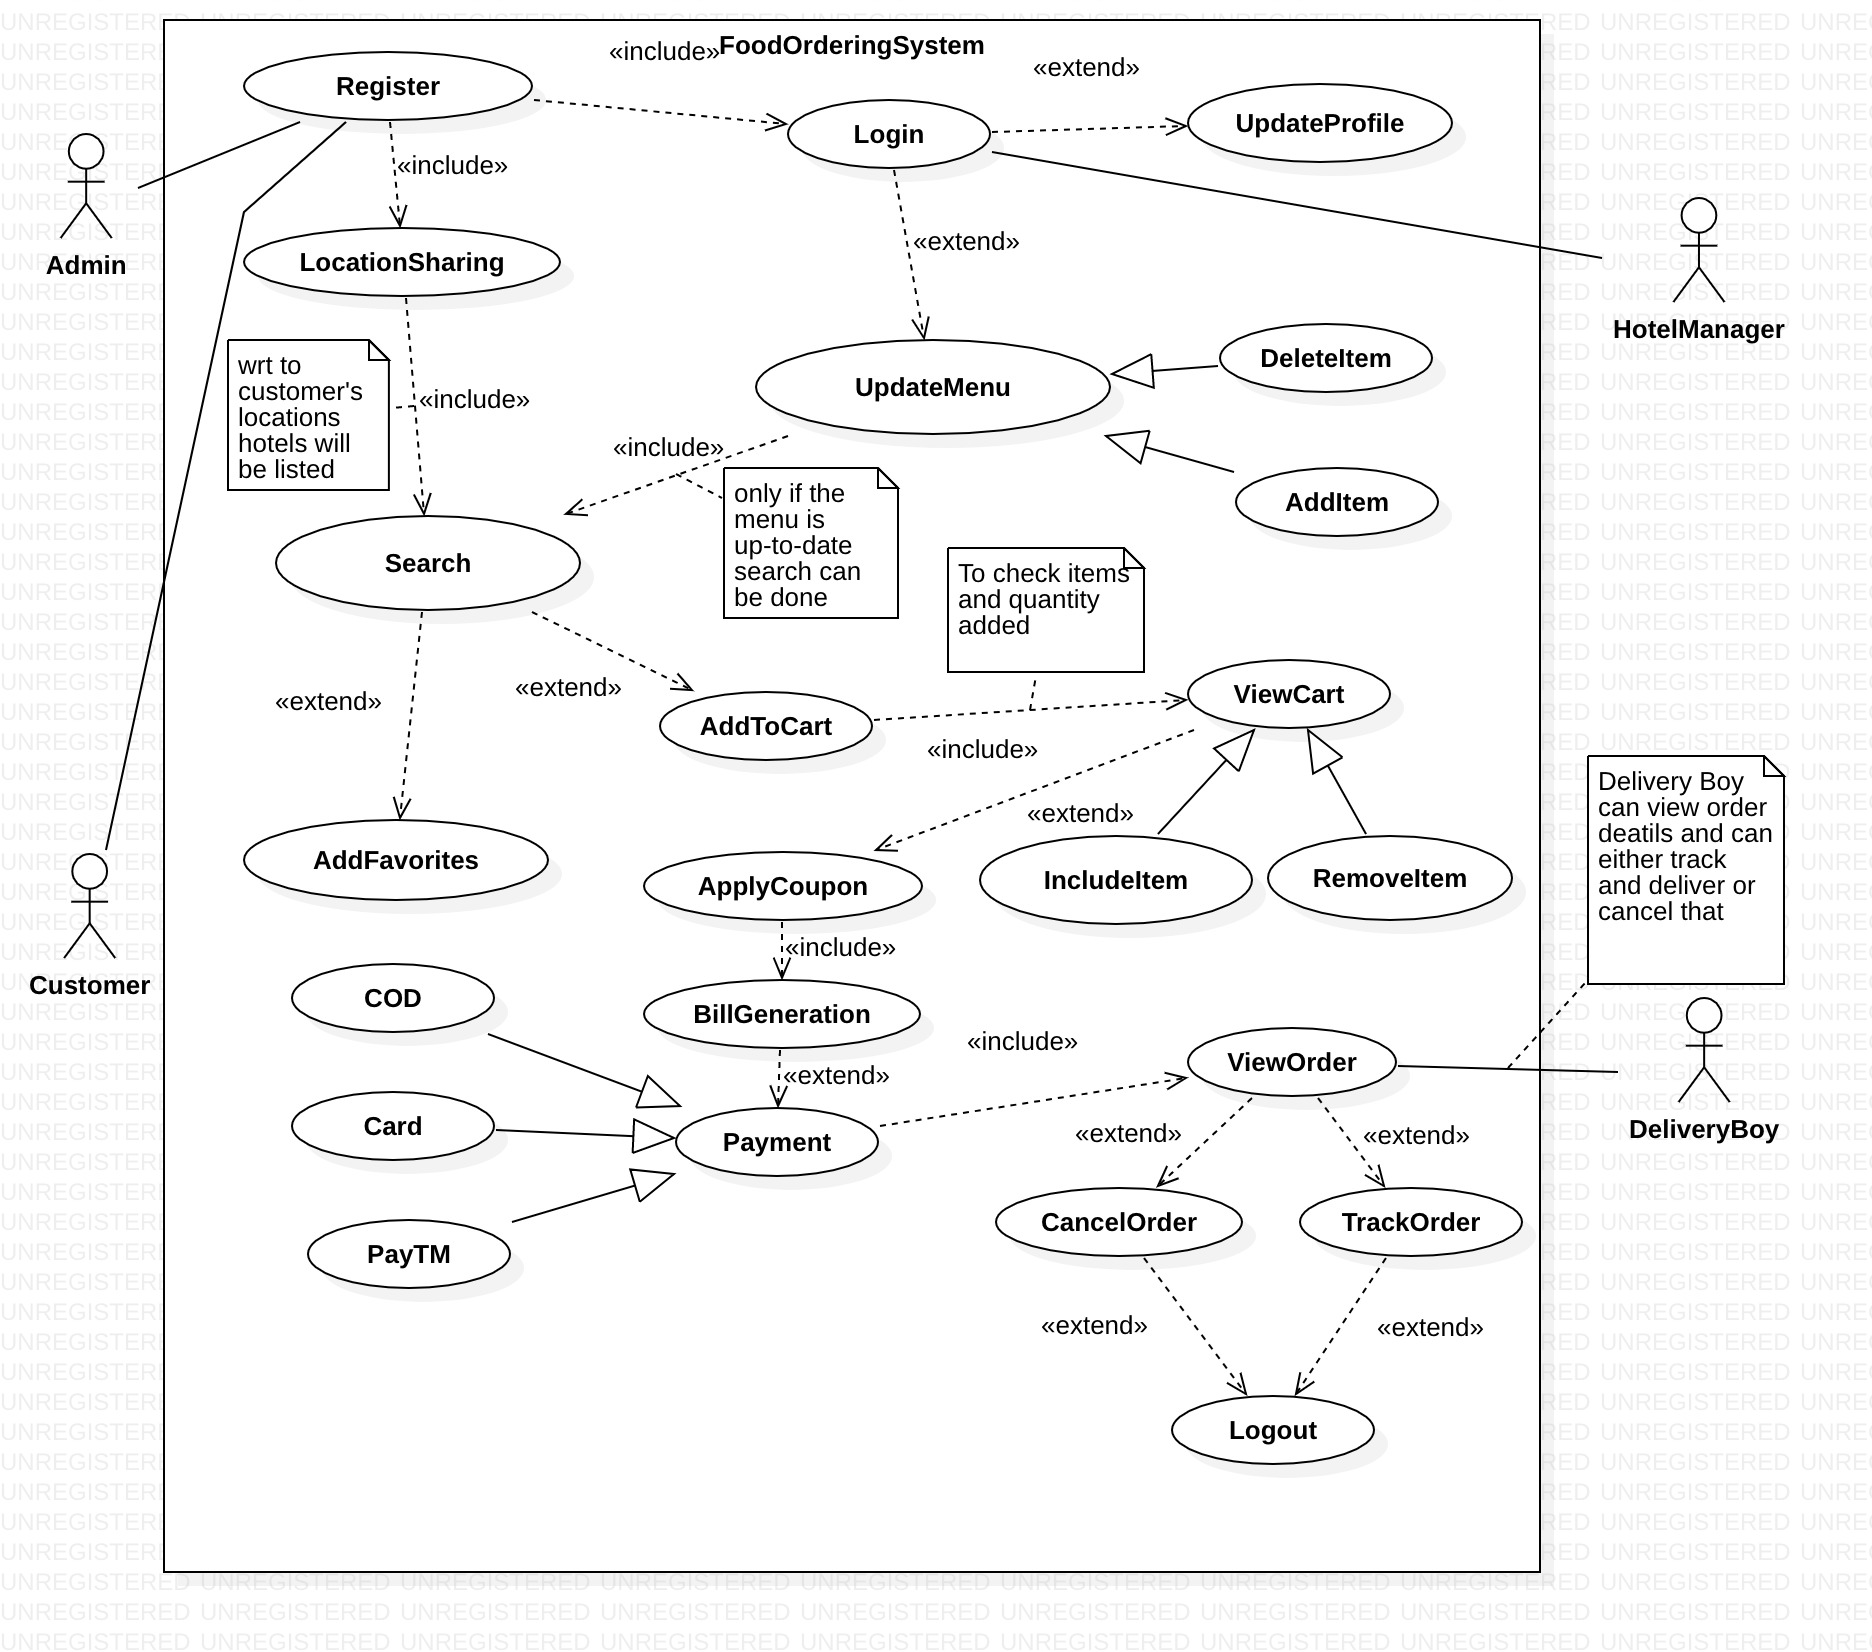 FoodOrderingSystem
«include»
«extend»
Register
Login
UpdateProfile
«include»
Admin
«extend»
LocationSharing
HotelManager
wrt to
customer's
locations
hotels will
be listed
«include»
UpdateMenu
DeleteItem
«include»
AddItem
only if the
menu is
up-to-date
search can
be done
Search
To check items
and quantity
added
«extend»
«extend»
AddToCart
ViewCart
«include»
Delivery Boy
can view order
deatils and can
either track
and deliver or
cancel that
«extend»
AddFavorites
ApplyCoupon
IncludeItem
RemoveItem
Customer
«include»
COD
BillGeneration
«include»
ViewOrder
«extend»
Card
Payment
«extend»
«extend»
DeliveryBoy
CancelOrder
TrackOrder
PayTM
«extend»
«extend»
Logout
UNREGISTERED